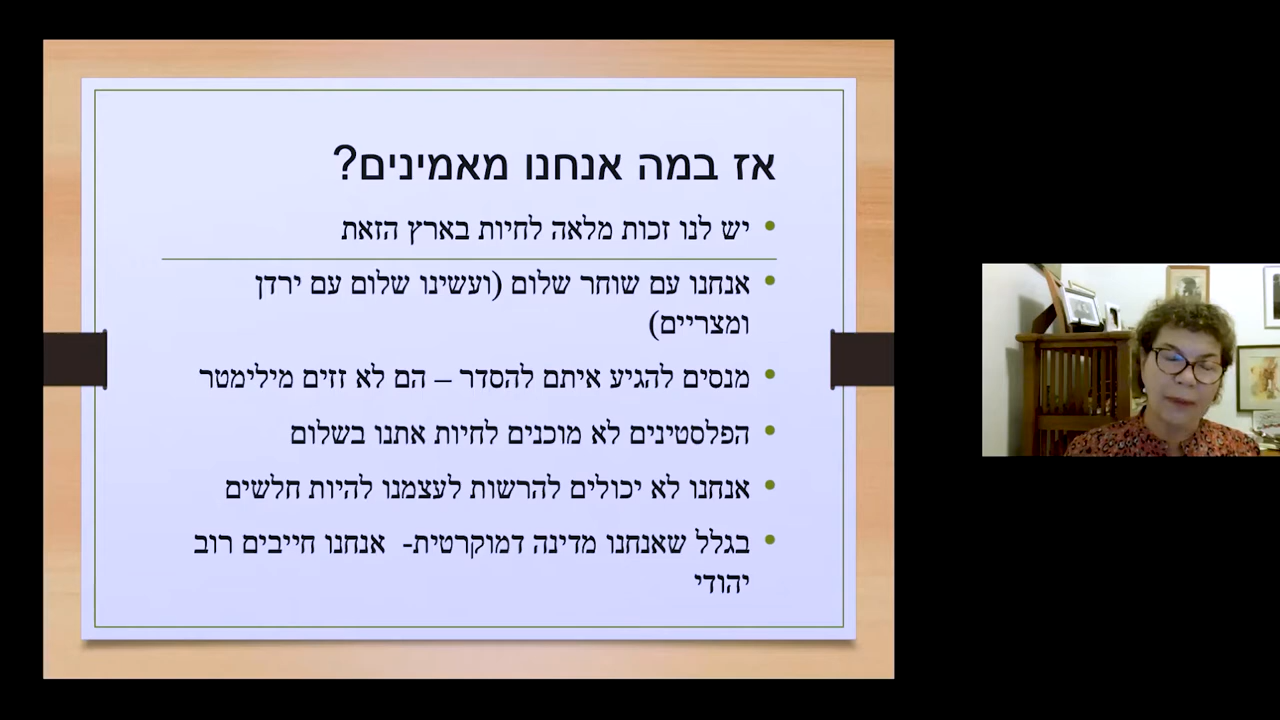 אז במה אנחנו מאמינים?
• יש לנו זכות מלאה לחיות בארץ הזאת
• אנחנו עם שוחר שלום (ועשינו שלום עם ירדן
ומצריים)
• מנסים להגיע איתם להסדר – הם לא זזים מילימטר
• הפלסטינים לא מוכנים לחיות אתנו בשלום
• אנחנו לא יכולים להרשות לעצמנו להיות חלשים
• בגלל שאנחנו מדינה דמוקרטית-  אנחנו חייבים רוב
יהודי